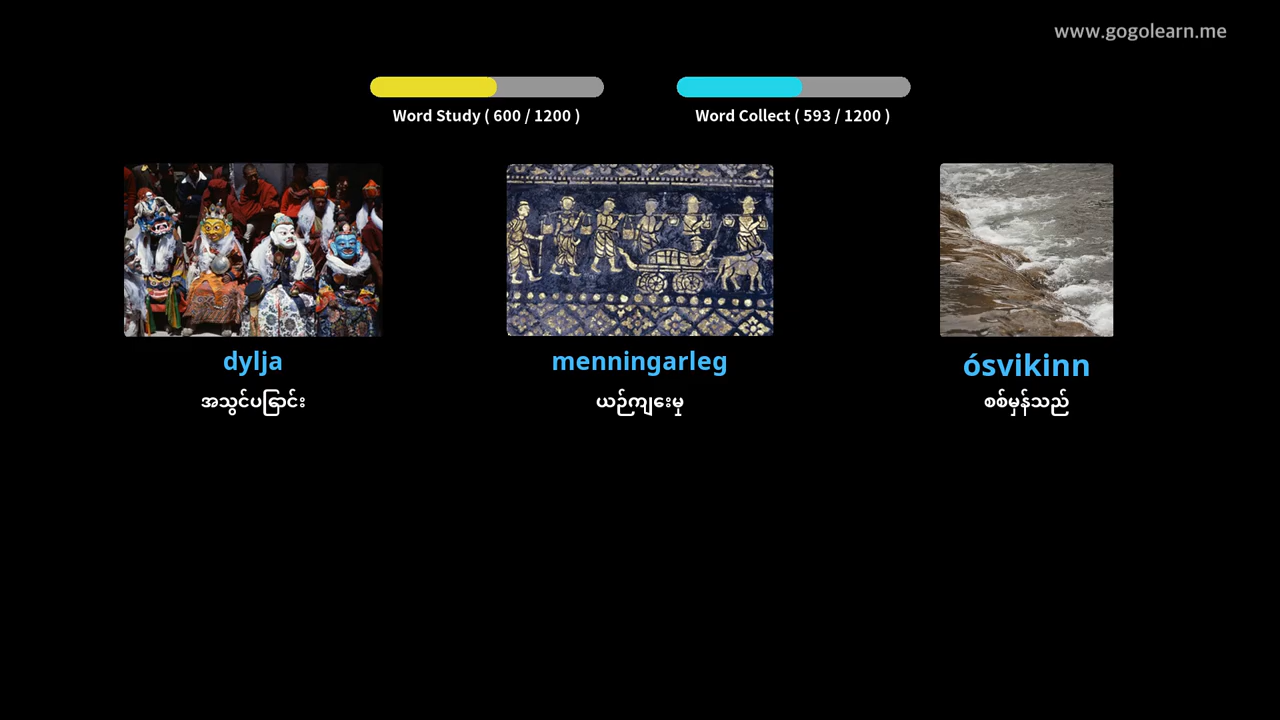 www.gogolearn.me
Word Study ( 600 / 1200 )
Word Collect ( 593 / 1200 )
dylja
menningarleg
ósvikinn
အသွင်ပြောင်း
ယဉ်ကျေးမှု
စစ်မှန်သည်